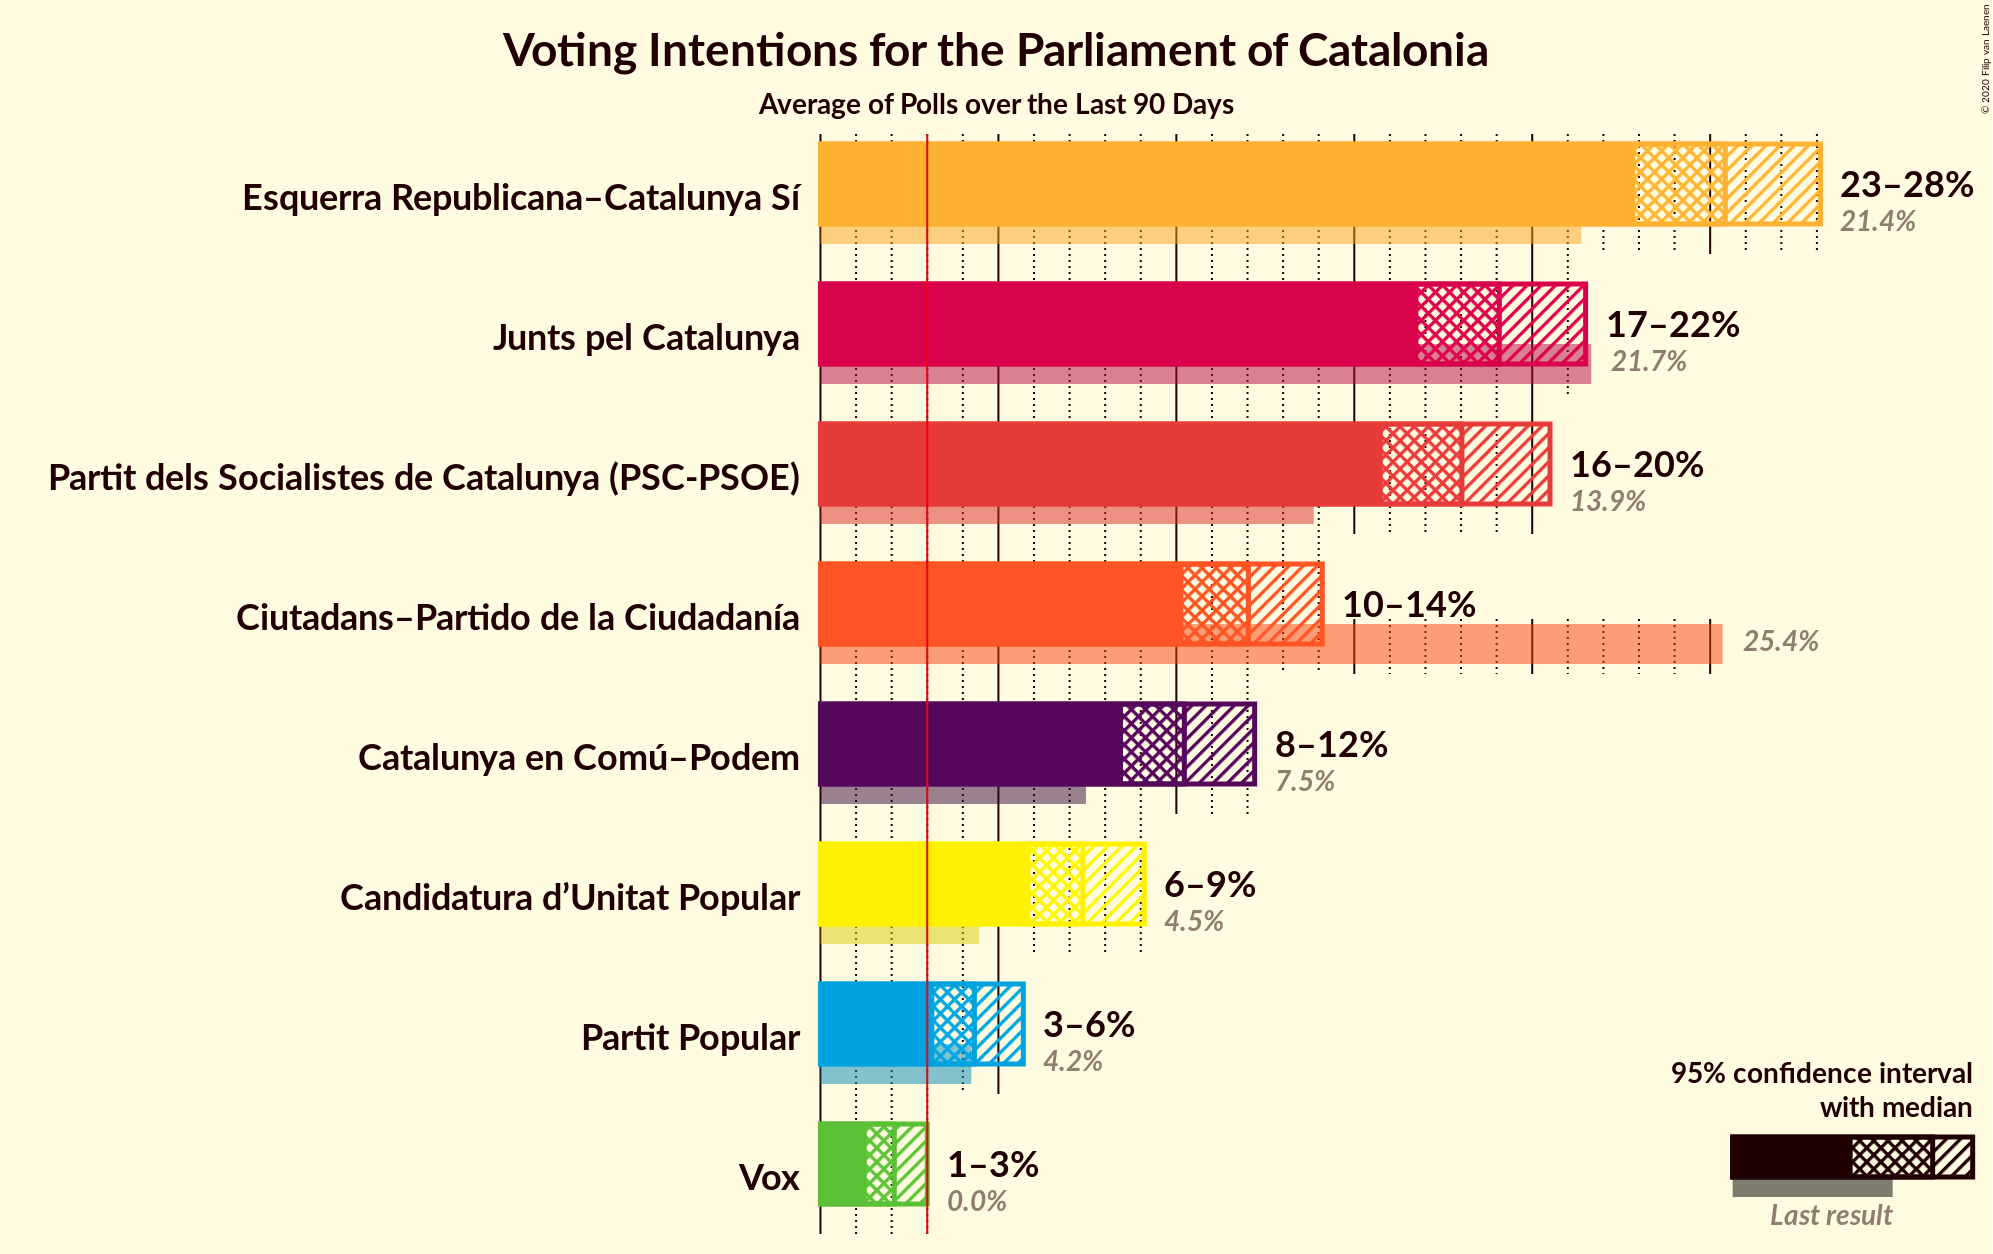 Voting Intentions for the Parliament of Catalonia
Average of Polls over the Last 90 Days
© 2020 Filip van Laenen
Esquerra Republicana–Catalunya Sí
23–28%
21.4%
Junts pel Catalunya
17–22%
21.7%
Partit dels Socialistes de Catalunya (PSC-PSOE)
16–20%
13.9%
Ciutadans–Partido de la Ciudadanía
10–14%
25.4%
Catalunya en Comú–Podem
8–12%
7.5%
Candidatura d’Unitat Popular
6–9%
4.5%
Partit Popular
3–6%
4.2%
Vox
1–3%
0.0%
95% confidence interval
with median
Last result